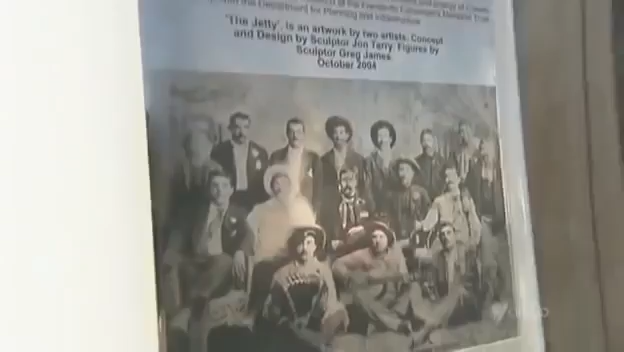 the Department for Planning and Infrastructure
'The Jetty', is an artwork by two artists. Concept
and Design by Sculptor Jon Tarry. Figures by
Sculptor Greg James.
October 2004